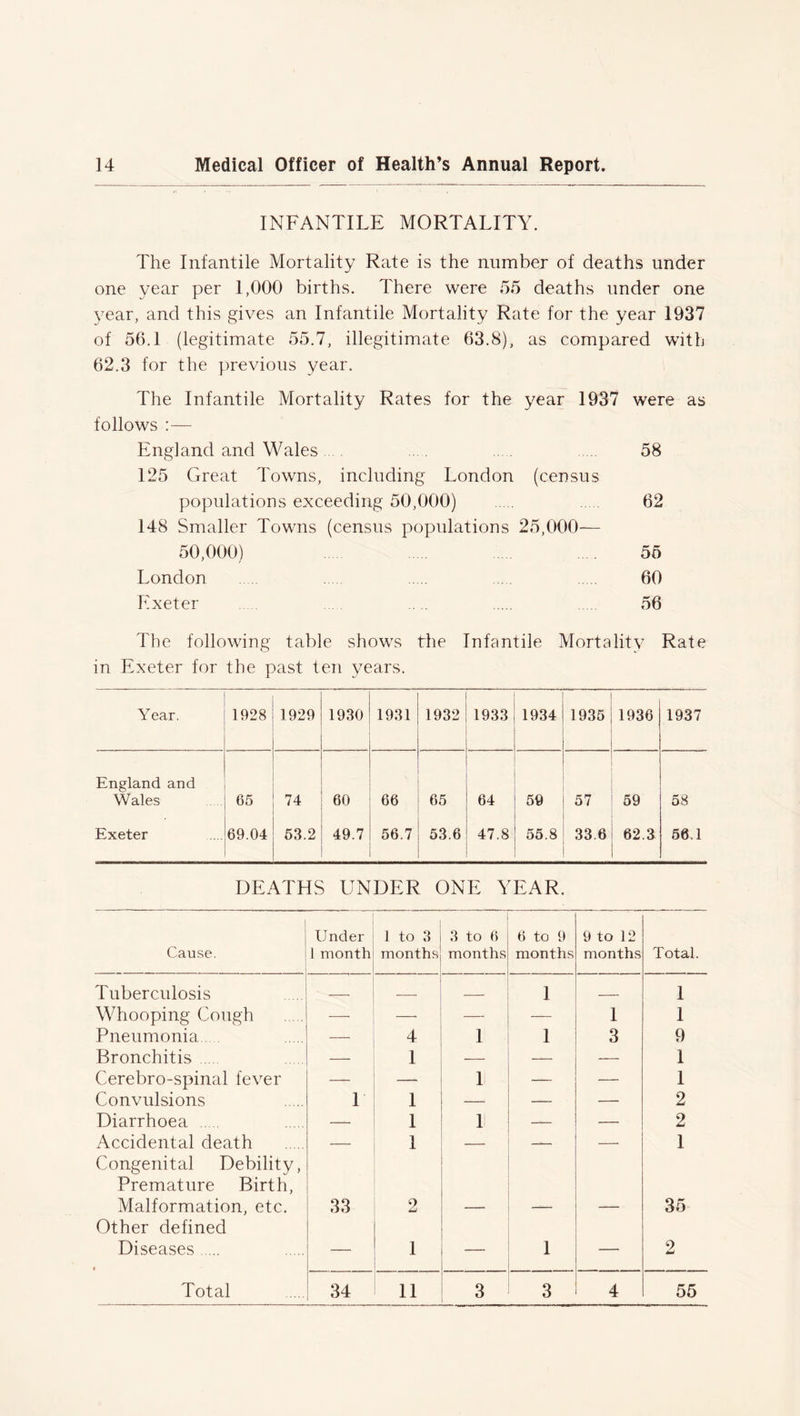 14 Medical Officer of Health's Annual Report.
INFANTILE MORTALITY.
The Infantile Mortality Rate is the number of deaths under
one year per 1,000 births. There were 55 deaths under one
year, and this gives an Infantile Mortality Rate for the year 1937
of 56.1 (legitimate 55.7, illegitimate 63.8), as compared with
62.3 for the previous year.
The Infantile Mortality Rates for the year 1937 were as
follows :—
England and Wales .... .... ..... ..... 58
125 Great Towns, including London (census
populations exceeding 50,000) ..... ..... 62
148 Smaller Towns (census populations 25,000—
50,000) ..... ..... ..... ..... 55
London ..... ..... ..... ..... ..... 60
Exeter ..... ..... ..... ..... ..... 56
The following table shows the Infantile Mortality Rate
in Exeter for the past ten years.
Year. 1928 1929 1930 1931 1932 1933 1934 1935 1936 1937
England and
Wales ..... 65 74 60 66 65 64 59 57 59 58
Exeter ..... 69.04 53.2 49.7 56.7 53.6 47.8 55.8 33.6 62.3 56.1
DEATHS UNDER ONE YEAR.
Under 1 to 3 3 to 6 6 to 9 9 to 12
Cause. 1 month months months months months Total.
Tuberculosis ..... — — — 1 — 1
Whooping Cough ..... — — — — 1 1
Pneumonia ..... ..... — 4 1 1 3 9
Bronchitis ..... ..... — 1 — — — 1
Cerebro-spinal fever — — 1 — — 1
Convulsions ..... 1 1 — — — 2
Diarrhoea ..... ..... — 1 1 — — 2
Accidental death ..... — 1 — — — 1
Congenital Debility,
Premature Birth,
Malformation, etc. 33 2 — — — 35
Other defined
Diseases ..... ..... — 1 — 1 — 2
Total ..... 34 11 3 3 4 55